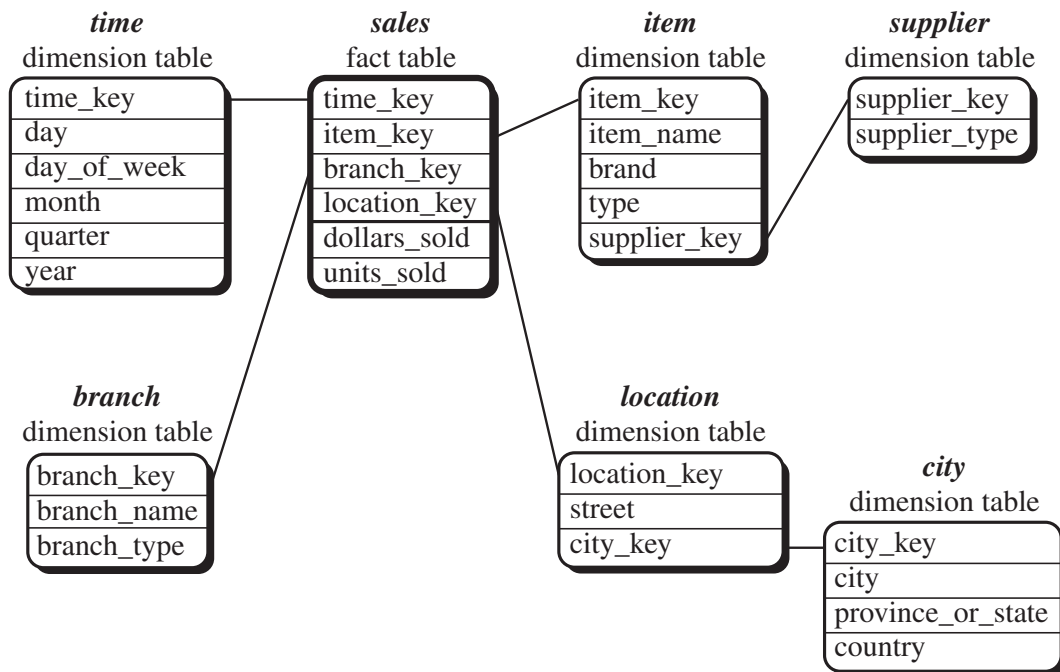 time
dimension table
time_key
day
day_of_week
month
quarter
year
sales
fact table
time_key
item_key
branch_key
location_key
dollars_sold
units_sold
item
dimension table
item_key
item_name
brand
type
supplier_key
supplier
dimension table
supplier_key
supplier_type
branch
dimension table
branch_key
branch_name
branch_type
location
dimension table
location_key
street
city_key
city
dimension table
city_key
city
province_or_state
country